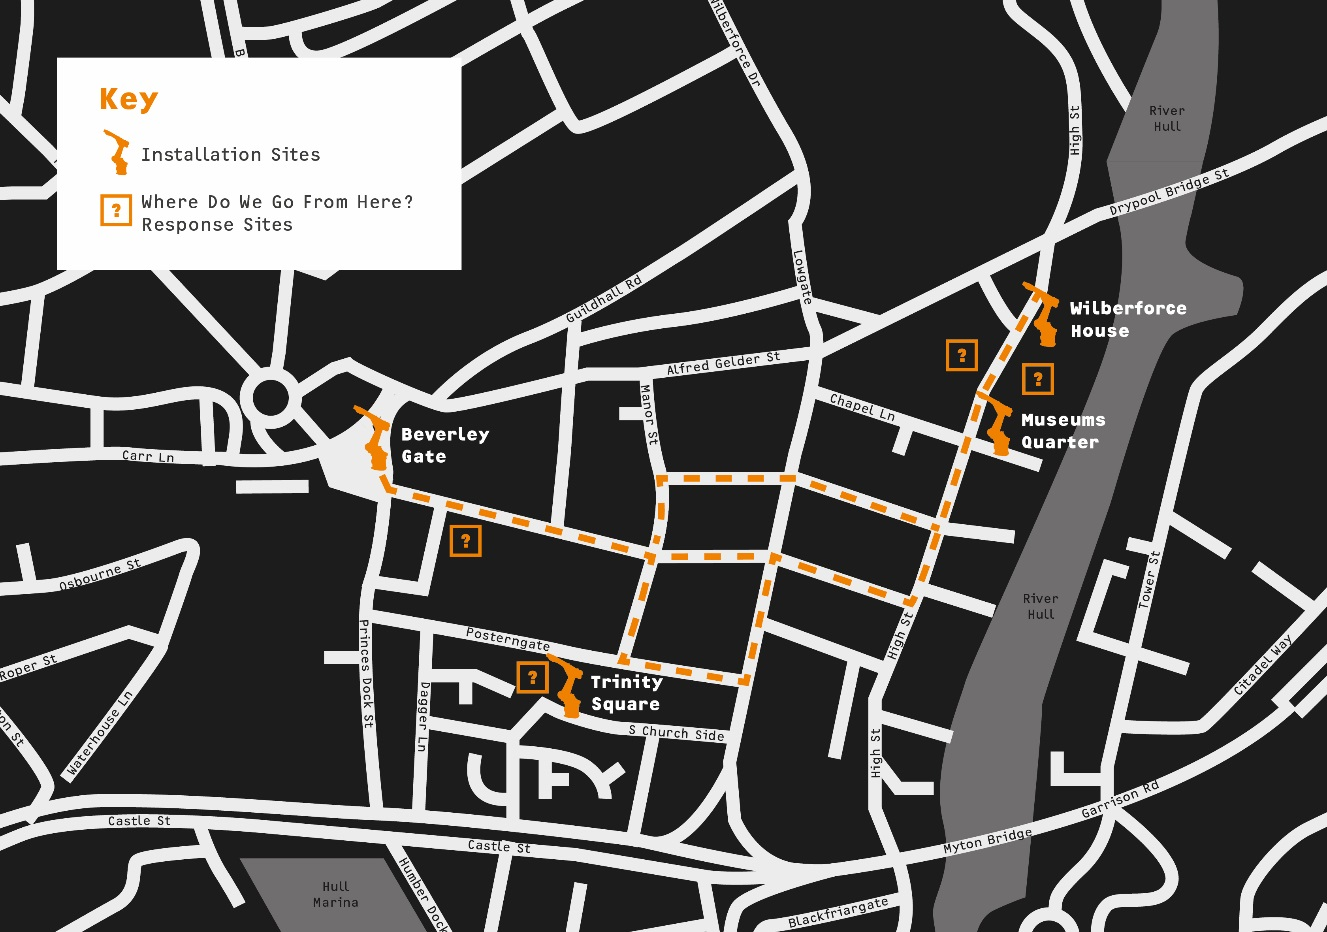 Key
Installation Sites
?
Where Do We Go From Here?
Response Sites
B
Wilberforce Dr
High St
River
Hull
Drypool Bridge St
Lowgate
Guildhall Rd
Wilberforce
House
?
?
Alfred Gelder St
Manor St
Chapel Ln
Museums
Quarter
Beverley
Gate
Carr Ln
?
Osbourne St
Tower St
River
Hull
High St
Princes Dock St
Posterngate
Roper St
Citadel Way
?
Trinity
Square
Dagger Ln
Waterhouse Ln
on St
S Church Side
High St
Garrison Rd
Castle St
Castle St
Myton Bridge
Humber Dock
Hull
Marina
Blackfriargate